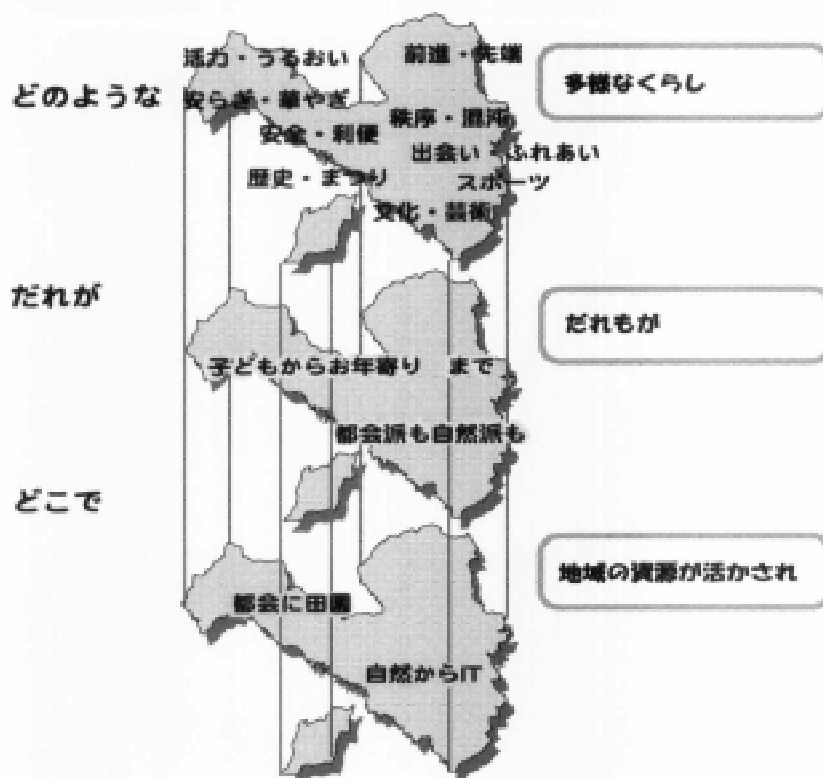 どのような
活力・うるおい
前進・先端
安らぎ・華やぎ
安全・利便
秩序・混沌
出会い・ふれあい
歴史・まつり
スポーツ
文化・芸術
多様なくらし
だれが
子どもからお年寄り まで
都会派も自然派も
だれもが
どこで
都会に田園
自然からIT
地域の資源が活かされ